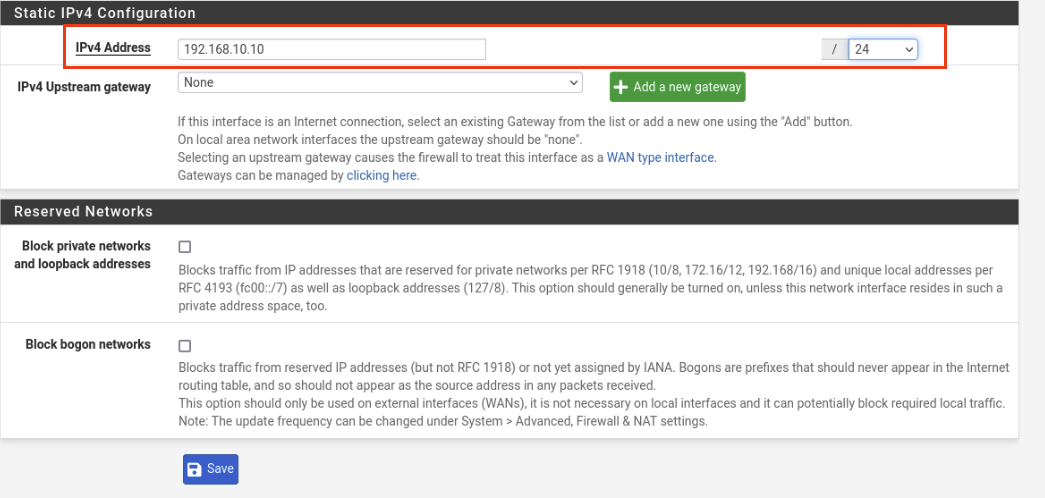 Static IPv4 Configuration
IPv4 Address
192.168.10.10
/
24
IPv4 Upstream gateway
None
Add a new gateway
If this interface is an Internet connection, select an existing Gateway from the list or add a new one using the "Add" button.
On local area network interfaces the upstream gateway should be "none".
Selecting an upstream gateway causes the firewall to treat this interface as a WAN type interface.
Gateways can be managed by clicking here.
Reserved Networks
Block private networks
and loopback addresses
Blocks traffic from IP addresses that are reserved for private networks per RFC 1918 (10/8, 172.16/12, 192.168/16) and unique local addresses per
RFC 4193 (fc00::/7) as well as loopback addresses (127/8). This option should generally be turned on, unless this network interface resides in such a
private address space, too.
Block bogon networks
Blocks traffic from reserved IP addresses (but not RFC 1918) or not yet assigned by IANA. Bogons are prefixes that should never appear in the Internet
routing table, and so should not appear as the source address in any packets received.
This option should only be used on external interfaces (WANs), it is not necessary on local interfaces and it can potentially block required local traffic.
Note: The update frequency can be changed under System > Advanced, Firewall & NAT settings.
Save